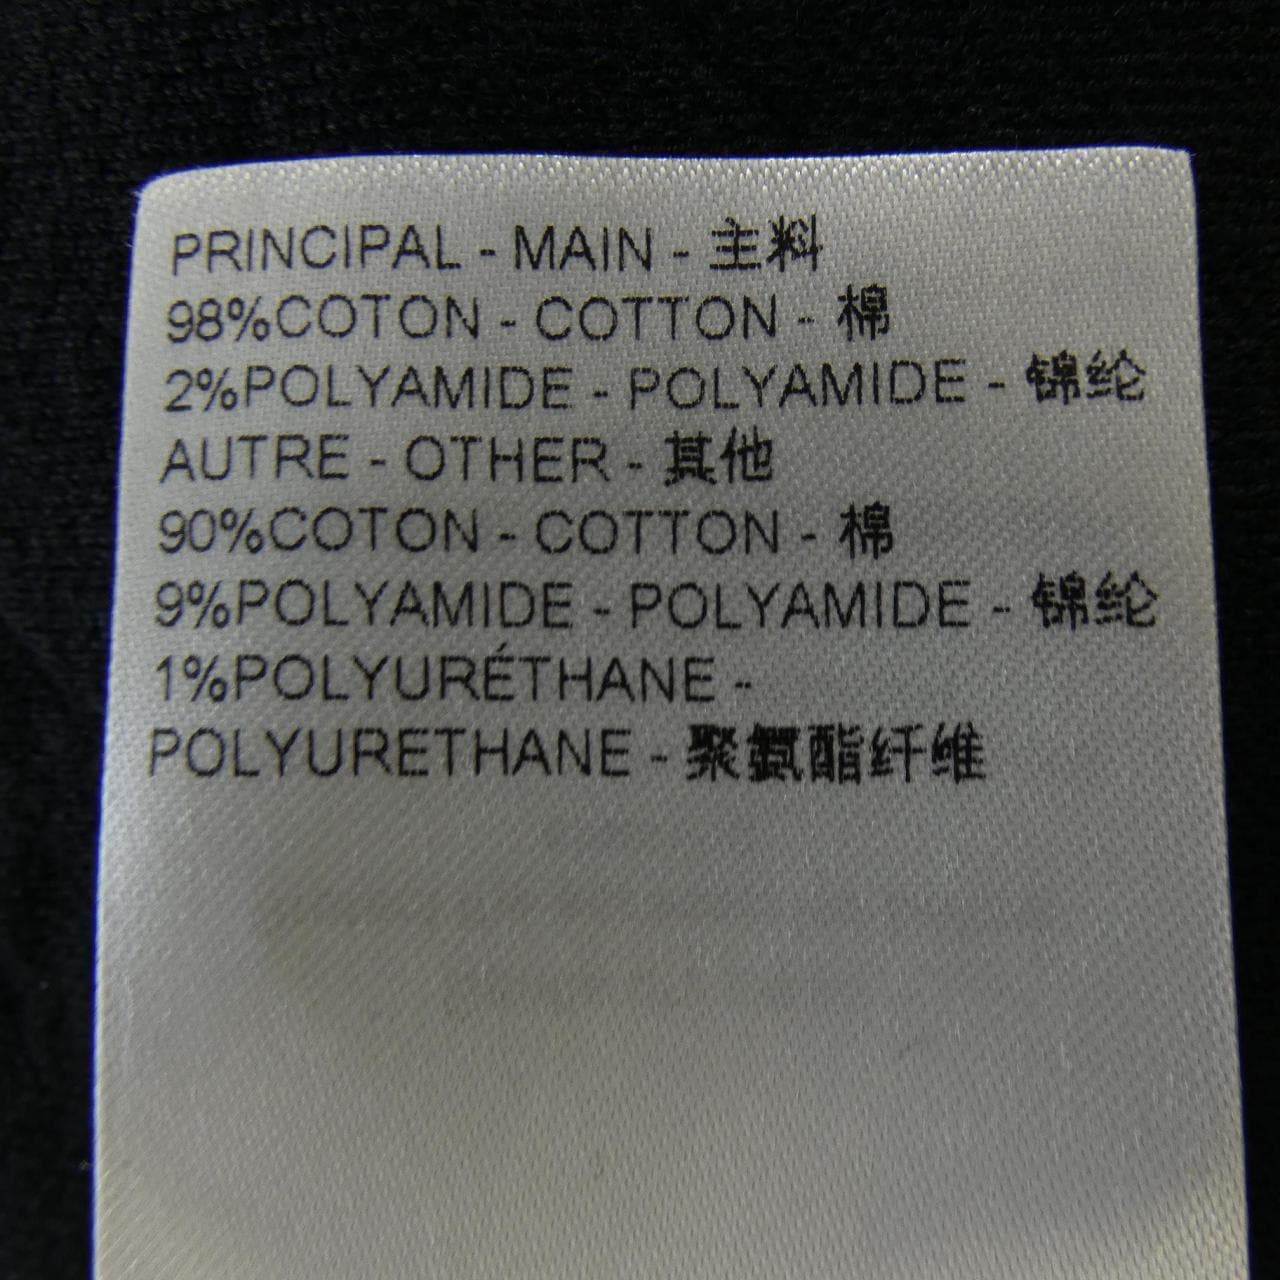 PRINCIPAL - MAIN - 主料
98%COTON - COTTON - 棉
2%POLYAMIDE - POLYAMIDE - 锦纶
AUTRE - OTHER - 其他
90%COTON - COTTON - 棉
9%POLYAMIDE - POLYAMIDE - 锦纶
1%POLYURÉTHANE -
POLYURETHANE - 聚氨酯纤维